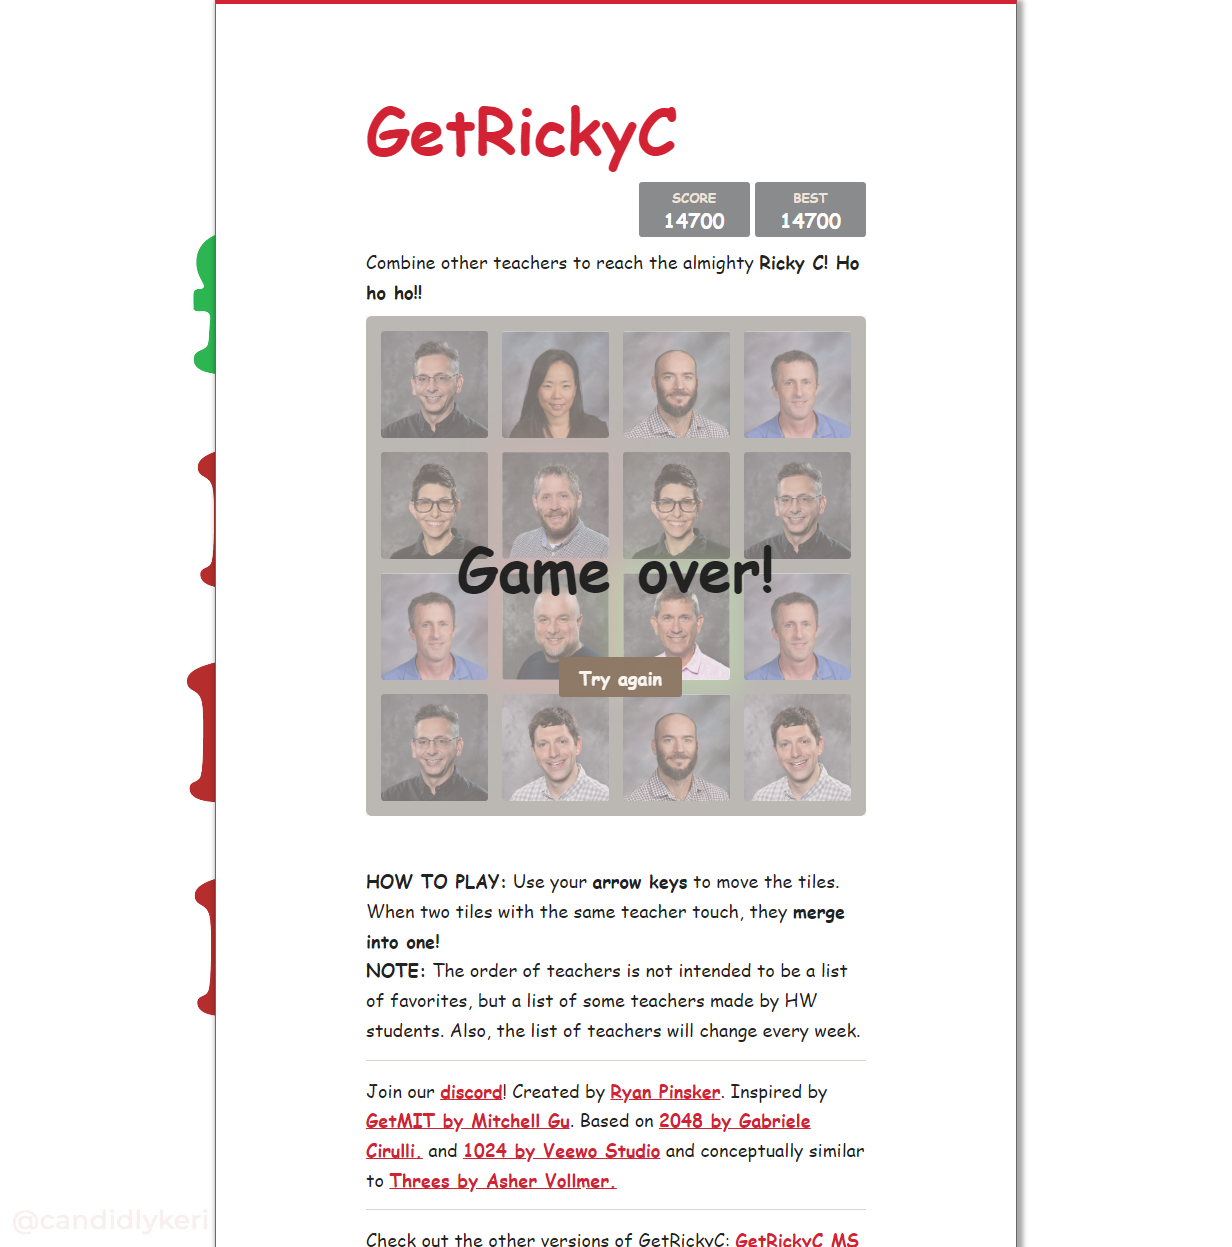 GetRickyC
SCORE
14700
BEST
14700
Combine other teachers to reach the almighty Ricky C! Ho
ho ho!!
Game over!
Try again
HOW TO PLAY: Use your arrow keys to move the tiles.
When two tiles with the same teacher touch, they merge
into one!
NOTE: The order of teachers is not intended to be a list
of favorites, but a list of some teachers made by HW
students. Also, the list of teachers will change every week.
Join our discord! Created by Ryan Pinsker. Inspired by
GetMIT by Mitchell Gu. Based on 2048 by Gabriele
Cirulli. and 1024 by Veewo Studio and conceptually similar
to Threes by Asher Vollmer.
@candidlykeri
Check out the other versions of GetRickyC: GetRickyC MS